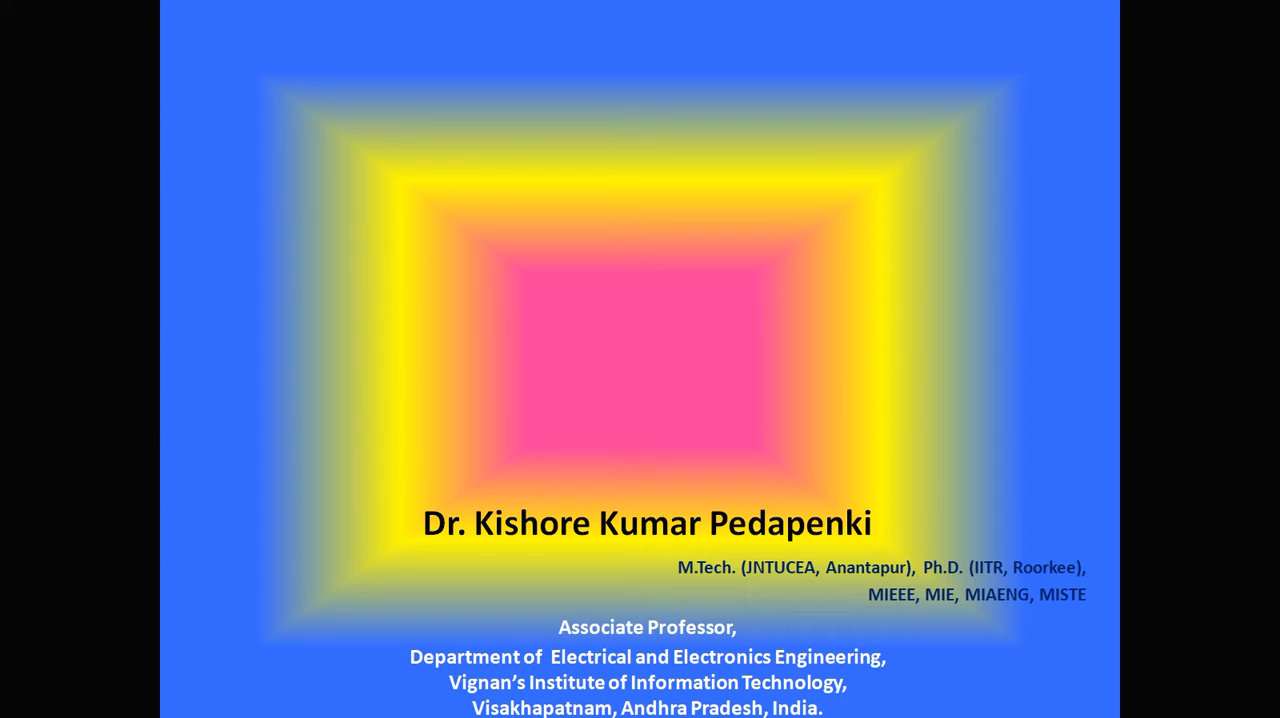 Dr. Kishore Kumar Pedapenki
M.Tech. (JNTUCEA, Anantapur), Ph.D. (IITR, Roorkee),
MIEEE, MIE, MIAENG, MISTE
Associate Professor,
Department of Electrical and Electronics Engineering,
Vignan’s Institute of Information Technology,
Visakhapatnam, Andhra Pradesh, India.